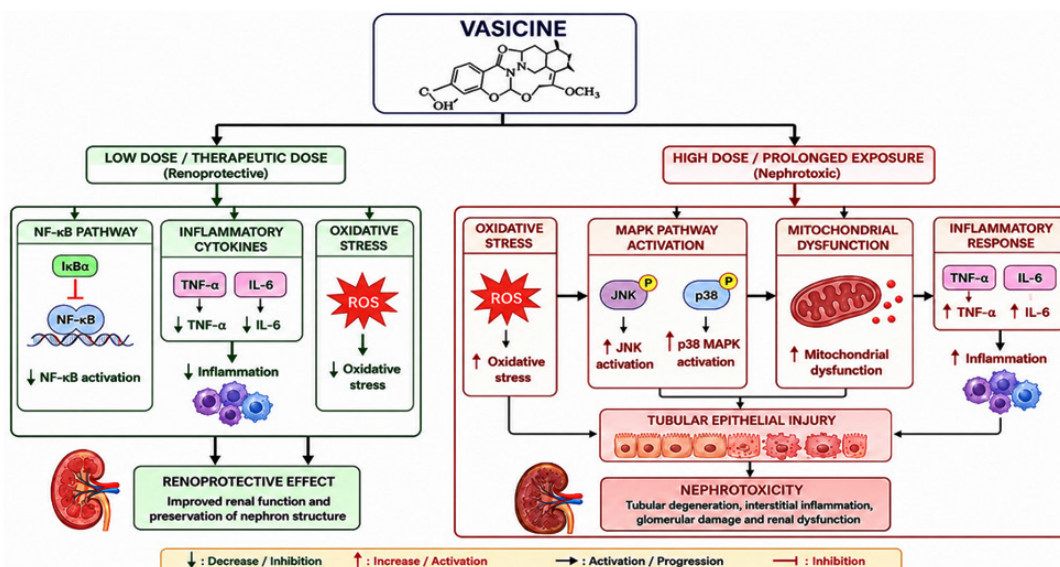 VASICINE
O
N
N
O
O
OCH₃
C
OH
LOW DOSE / THERAPEUTIC DOSE
(Renoprotective)
HIGH DOSE / PROLONGED EXPOSURE
(Nephrotoxic)
NF-κB PATHWAY
IκBα
NF-κB
↓ NF-κB activation
INFLAMMATORY
CYTOKINES
TNF-α IL-6
↓ TNF-α ↓ IL-6
↓ Inflammation
OXIDATIVE
STRESS
ROS
↓ Oxidative
stress
OXIDATIVE
STRESS
ROS
↑ Oxidative
stress
MAPK PATHWAY
ACTIVATION
JNK P p38 P
↑ JNK
activation
↑ p38 MAPK
activation
MITOCHONDRIAL
DYSFUNCTION
↑ Mitochondrial
dysfunction
INFLAMMATORY
RESPONSE
TNF-α IL-6
↑ TNF-α ↑ IL-6
↑ Inflammation
TUBULAR EPITHELIAL INJURY
RENOPROTECTIVE EFFECT
Improved renal function and
preservation of nephron structure
NEPHROTOXICITY
Tubular degeneration, interstitial inflammation,
glomerular damage and renal dysfunction
↓ : Decrease / Inhibition ↑ : Increase / Activation → : Activation / Progression ⊣ : Inhibition